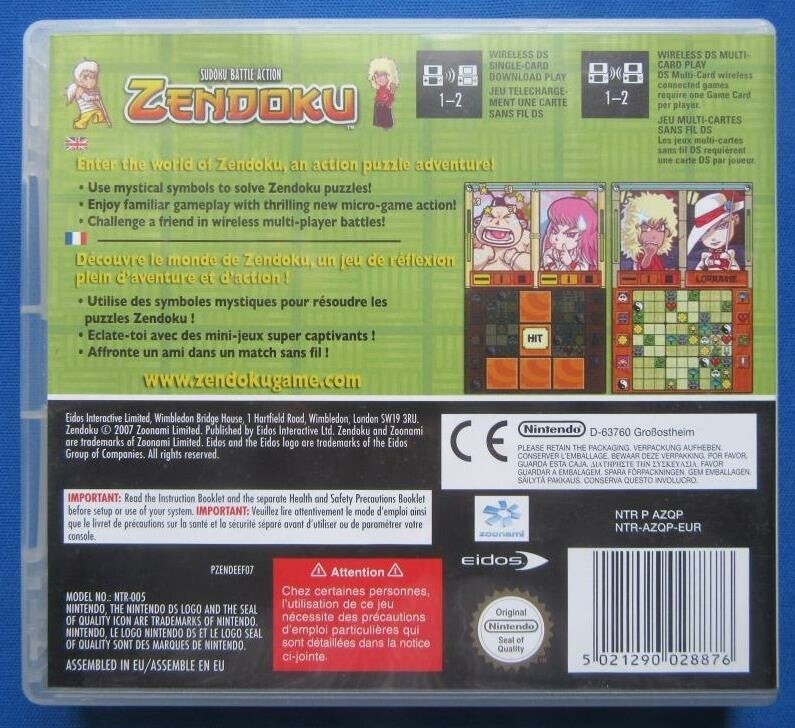 SUDOKU BATTLE ACTION
ZENDOKU™
1-2
WIRELESS DS
SINGLE-CARD
DOWNLOAD PLAY
JEU TELECHARGE-
MENT UNE CARTE
SANS FIL DS
1-2
WIRELESS DS MULTI-
CARD PLAY
DS Multi-Card wireless
connected games
require one Game Card
per player.
JEU MULTI-CARTES
SANS FIL DS
Les jeux multi-cartes
sans fil DS requièrent
une carte DS par joueur.
Enter the world of Zendoku, an action puzzle adventure!
• Use mystical symbols to solve Zendoku puzzles!
• Enjoy familiar gameplay with thrilling new micro-game action!
• Challenge a friend in wireless multi-player battles!
Découvre le monde de Zendoku, un jeu de réflexion
plein d'aventure et d'action !
• Utilise des symboles mystiques pour résoudre les
puzzles Zendoku !
• Eclate-toi avec des mini-jeux super captivants !
• Affronte un ami dans un match sans fil !
www.zendokugame.com
HIT
LORRAINE
Eidos Interactive Limited, Wimbledon Bridge House, 1 Hartfield Road, Wimbledon, London SW19 3RU.
Zendoku © 2007 Zoonami Limited. Published by Eidos Interactive Ltd. Zendoku and Zoonami
are trademarks of Zoonami Limited. Eidos and the Eidos logo are trademarks of the Eidos
Group of Companies. All rights reserved.
CE
Nintendo D-63760 Großostheim
PLEASE RETAIN THE PACKAGING. VERPACKUNG AUFHEBEN.
CONSERVER L'EMBALLAGE. BEWAAR DEZE VERPAKKING. POR FAVOR,
GUARDA ESTA CAJA. ΔΙΑΤΗΡΗΣΤΕ ΤΗΝ ΣΥΣΚΕΥΑΣΙΑ. FAVOR
GUARDAR A EMBALAGEM. SPARA FÖRPACKNINGEN. GEM EMBALLAGEN.
SÄILYTÄ PAKKAUS. CONSERVA QUESTO INVOLUCRO.
IMPORTANT: Read the Instruction Booklet and the separate Health and Safety Precautions Booklet
before setup or use of your system. IMPORTANT: Veuillez lire attentivement le mode d'emploi ainsi
que le livret de précautions sur la santé et la sécurité séparé avant d'utiliser ou de paramétrer votre
console.
zoonami
NTR P AZQP
NTR-AZQP-EUR
eidos
PZENDEEF07
MODEL NO.: NTR-005
NINTENDO, THE NINTENDO DS LOGO AND THE SEAL
OF QUALITY ICON ARE TRADEMARKS OF NINTENDO.
NINTENDO, LE LOGO NINTENDO DS ET LE LOGO SEAL
OF QUALITY SONT DES MARQUES DE NINTENDO.
ASSEMBLED IN EU/ASSEMBLE EN EU
⚠ Attention ⚠
Chez certaines personnes,
l'utilisation de ce jeu
nécessite des précautions
d'emploi particulières qui
sont détaillées dans la notice
ci-jointe.
Original
Nintendo
Seal of
Quality
5 021290 028876